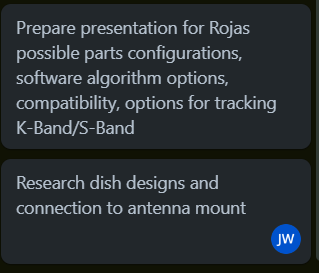 Prepare presentation for Rojas
possible parts configurations,
software algorithm options,
compatibility, options for tracking
K-Band/S-Band
Research dish designs and
connection to antenna mount
JW